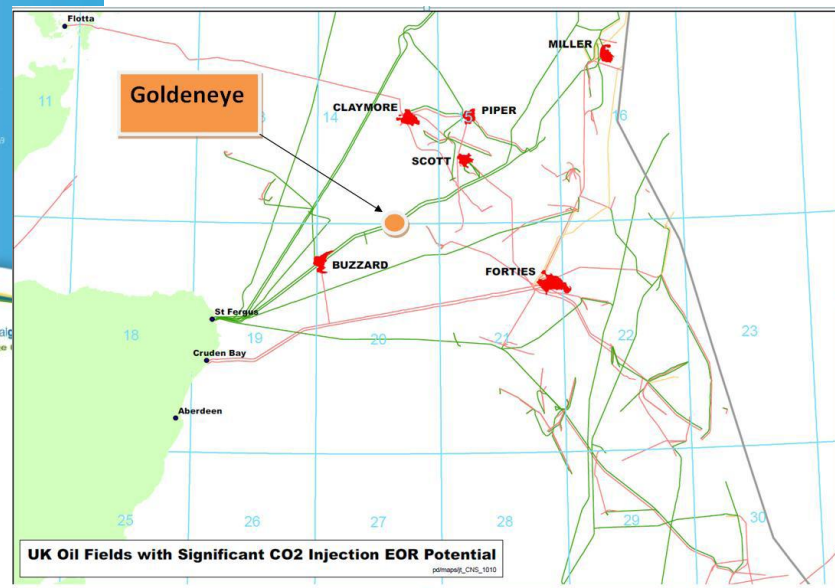 Flotta
MILLER
11
Goldeneye
14
CLAYMORE
PIPER
15
16
SCOTT
BUZZARD
FORTIES
St Fergus
18
19
20
21
22
23
Cruden Bay
Aberdeen
25
26
27
28
29
30
UK Oil Fields with Significant CO2 Injection EOR Potential